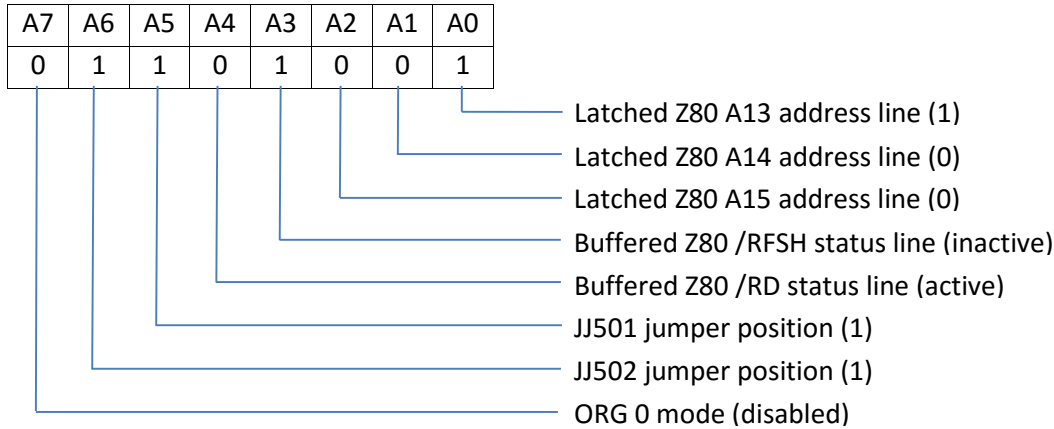 A7 A6 A5 A4 A3 A2 A1 A0
0 1 1 0 1 0 0 1
Latched Z80 A13 address line (1)
Latched Z80 A14 address line (0)
Latched Z80 A15 address line (0)
Buffered Z80 /RFSH status line (inactive)
Buffered Z80 /RD status line (active)
JJ501 jumper position (1)
JJ502 jumper position (1)
ORG 0 mode (disabled)